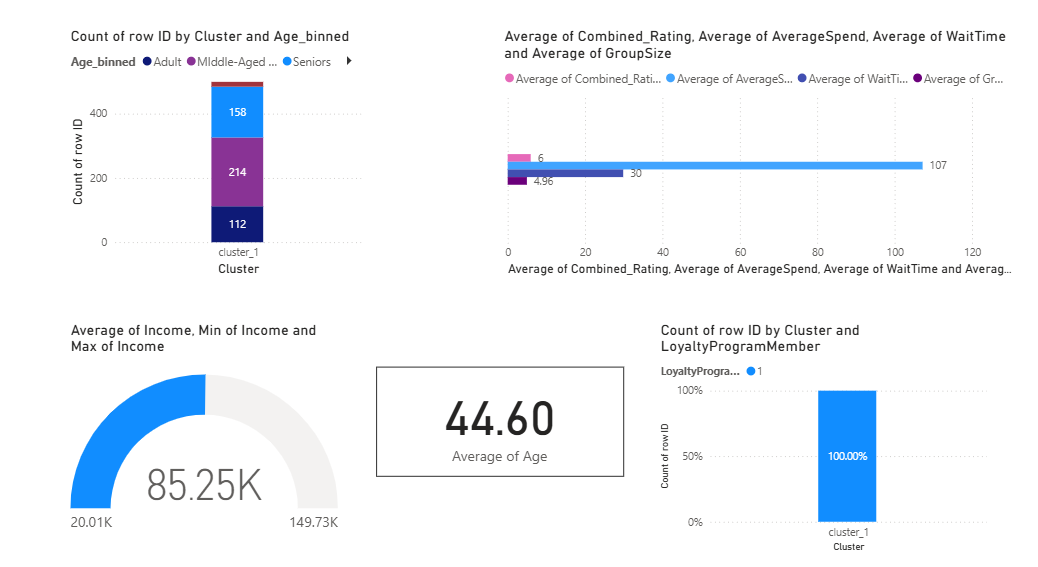 Count of row ID by Cluster and Age_binned
Age_binned Adult MIddle-Aged ... Seniors
400
200
0
Count of row ID
158
214
112
cluster_1
Cluster
Average of Combined_Rating, Average of AverageSpend, Average of WaitTime
and Average of GroupSize
Average of Combined_Rati... Average of AverageS... Average of WaitTi... Average of Gr...
6
107
30
4.96
0 20 40 60 80 100 120
Average of Combined_Rating, Average of AverageSpend, Average of WaitTime and Averag...
Average of Income, Min of Income and
Max of Income
85.25K
20.01K 149.73K
44.60
Average of Age
Count of row ID by Cluster and
LoyaltyProgramMember
LoyaltyProgra... 1
100%
50%
0%
Count of row ID
100.00%
cluster_1
Cluster